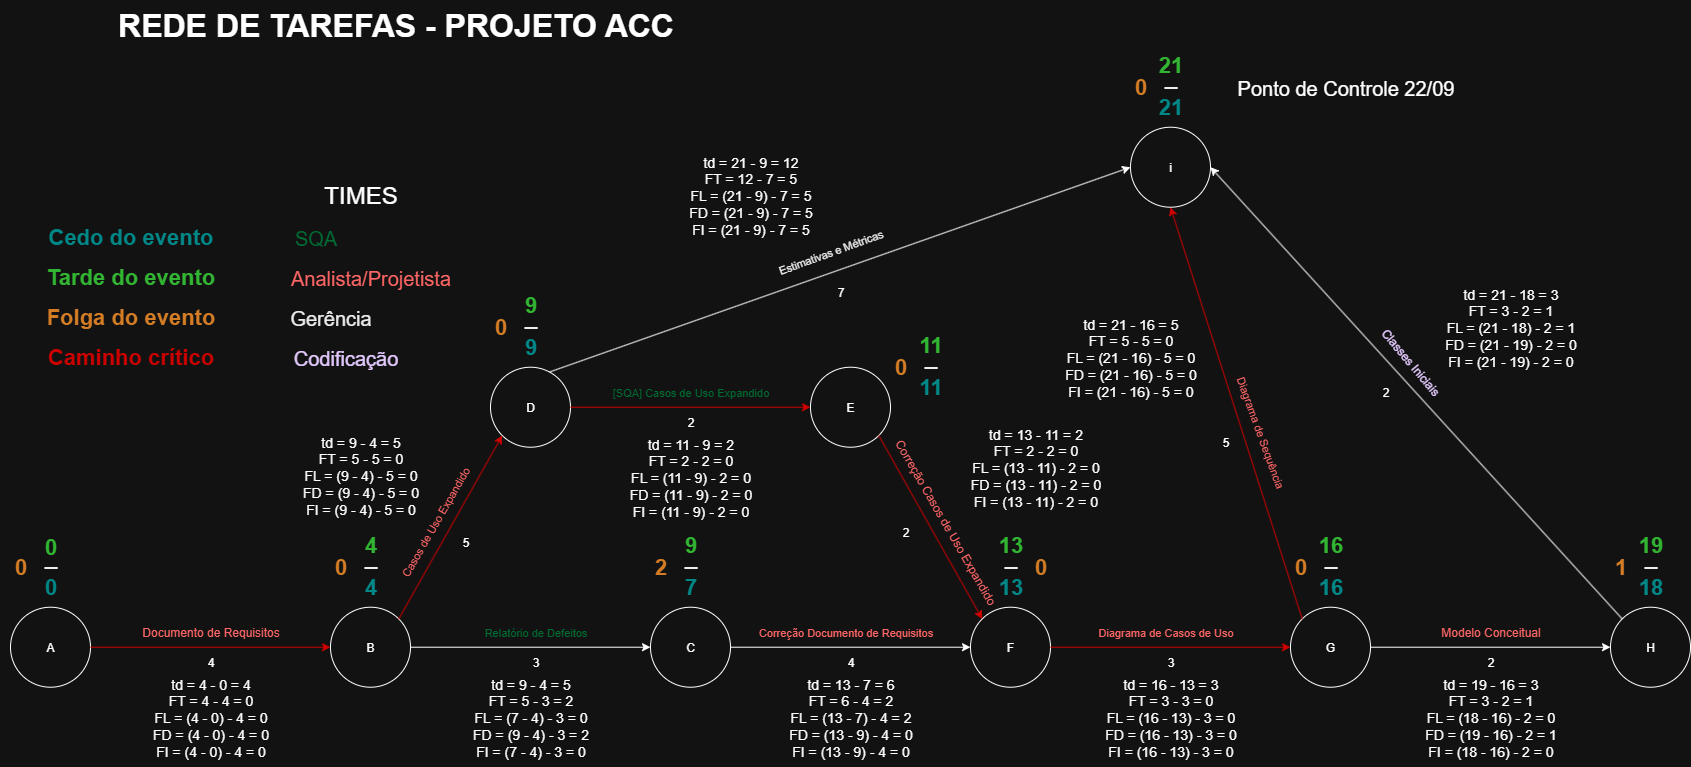 REDE DE TAREFAS - PROJETO ACC
21
0
21
Ponto de Controle 22/09
i
TIMES
Cedo do evento
SQA
Tarde do evento
Analista/Projetista
Folga do evento
Gerência
Caminho crítico
Codificação
td = 21 - 9 = 12
FT = 12 - 7 = 5
FL = (21 - 9) - 7 = 5
FD = (21 - 9) - 7 = 5
FI = (21 - 9) - 7 = 5
Estimativas e Métricas
7
9
0
9
D
[SQA] Casos de Uso Expandido
2
11
0
11
E
td = 21 - 16 = 5
FT = 5 - 5 = 0
FL = (21 - 16) - 5 = 0
FD = (21 - 16) - 5 = 0
FI = (21 - 16) - 5 = 0
Diagrama de Sequência
5
td = 21 - 18 = 3
FT = 3 - 2 = 1
FL = (21 - 18) - 2 = 1
FD = (21 - 19) - 2 = 0
FI = (21 - 19) - 2 = 0
Classes Iniciais
2
td = 9 - 4 = 5
FT = 5 - 5 = 0
FL = (9 - 4) - 5 = 0
FD = (9 - 4) - 5 = 0
FI = (9 - 4) - 5 = 0
Casos de Uso Expandido
5
td = 11 - 9 = 2
FT = 2 - 2 = 0
FL = (11 - 9) - 2 = 0
FD = (11 - 9) - 2 = 0
FI = (11 - 9) - 2 = 0
Correção Casos de Uso Expandido
2
td = 13 - 11 = 2
FT = 2 - 2 = 0
FL = (13 - 11) - 2 = 0
FD = (13 - 11) - 2 = 0
FI = (13 - 11) - 2 = 0
0
0
0
A
Documento de Requisitos
4
td = 4 - 0 = 4
FT = 4 - 4 = 0
FL = (4 - 0) - 4 = 0
FD = (4 - 0) - 4 = 0
FI = (4 - 0) - 4 = 0
4
0
4
B
Relatório de Defeitos
3
td = 9 - 4 = 5
FT = 5 - 3 = 2
FL = (7 - 4) - 3 = 0
FD = (9 - 4) - 3 = 2
FI = (7 - 4) - 3 = 0
9
2
7
C
Correção Documento de Requisitos
4
td = 13 - 7 = 6
FT = 6 - 4 = 2
FL = (13 - 7) - 4 = 2
FD = (13 - 9) - 4 = 0
FI = (13 - 9) - 4 = 0
13
0
13
F
Diagrama de Casos de Uso
3
td = 16 - 13 = 3
FT = 3 - 3 = 0
FL = (16 - 13) - 3 = 0
FD = (16 - 13) - 3 = 0
FI = (16 - 13) - 3 = 0
16
0
16
G
Modelo Conceitual
2
td = 19 - 16 = 3
FT = 3 - 2 = 1
FL = (18 - 16) - 2 = 0
FD = (19 - 16) - 2 = 1
FI = (18 - 16) - 2 = 0
19
1
18
H